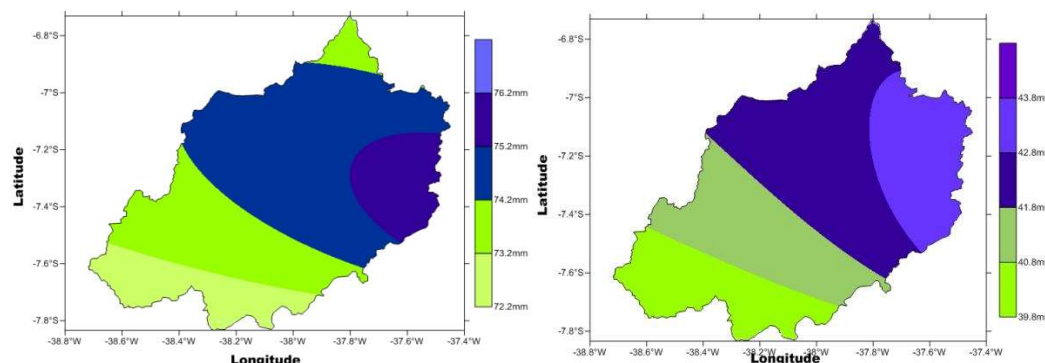 -6.8°S
-7°S
-7.2°S
-7.4°S
-7.6°S
-7.8°S
Latitude
-38.8°W -38.6°W -38.4°W -38.2°W -38°W -37.8°W -37.6°W -37.4°W
Longitude
76.2mm
75.2mm
74.2mm
73.2mm
72.2mm
-6.8°S
-7°S
-7.2°S
-7.4°S
-7.6°S
-7.8°S
Latitude
-38.8°W -38.6°W -38.4°W -38.2°W -38°W -37.8°W -37.6°W -37.4°W
Longitude
43.8m
42.8m
41.8m
40.8m
39.8m